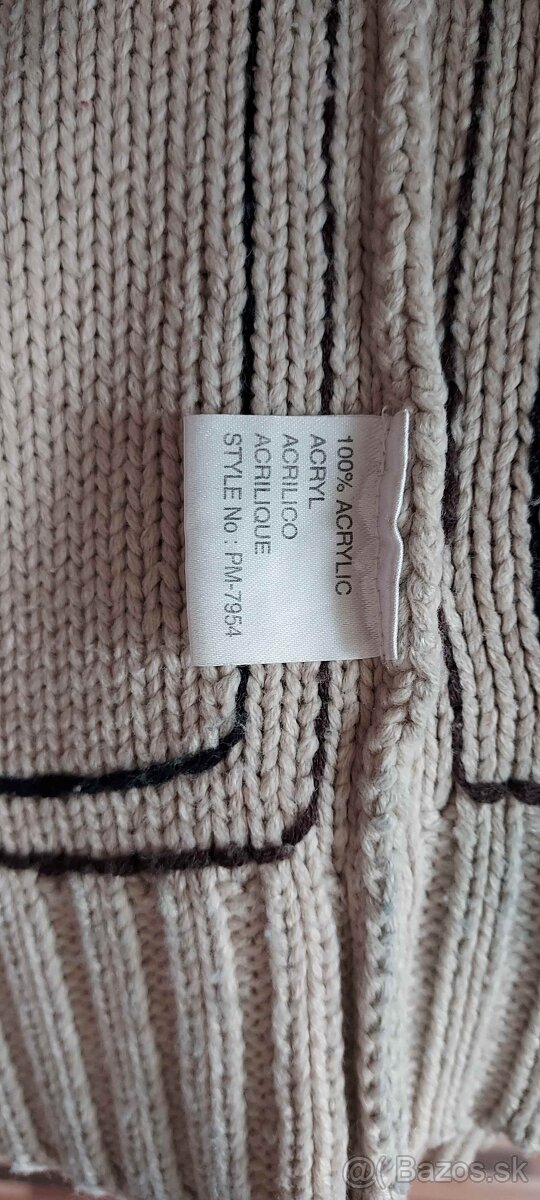 100% ACRYLIC
ACRYL
ACRILICO
ACRILIQUE
STYLE No : PM-7954
@( Bazos.sk